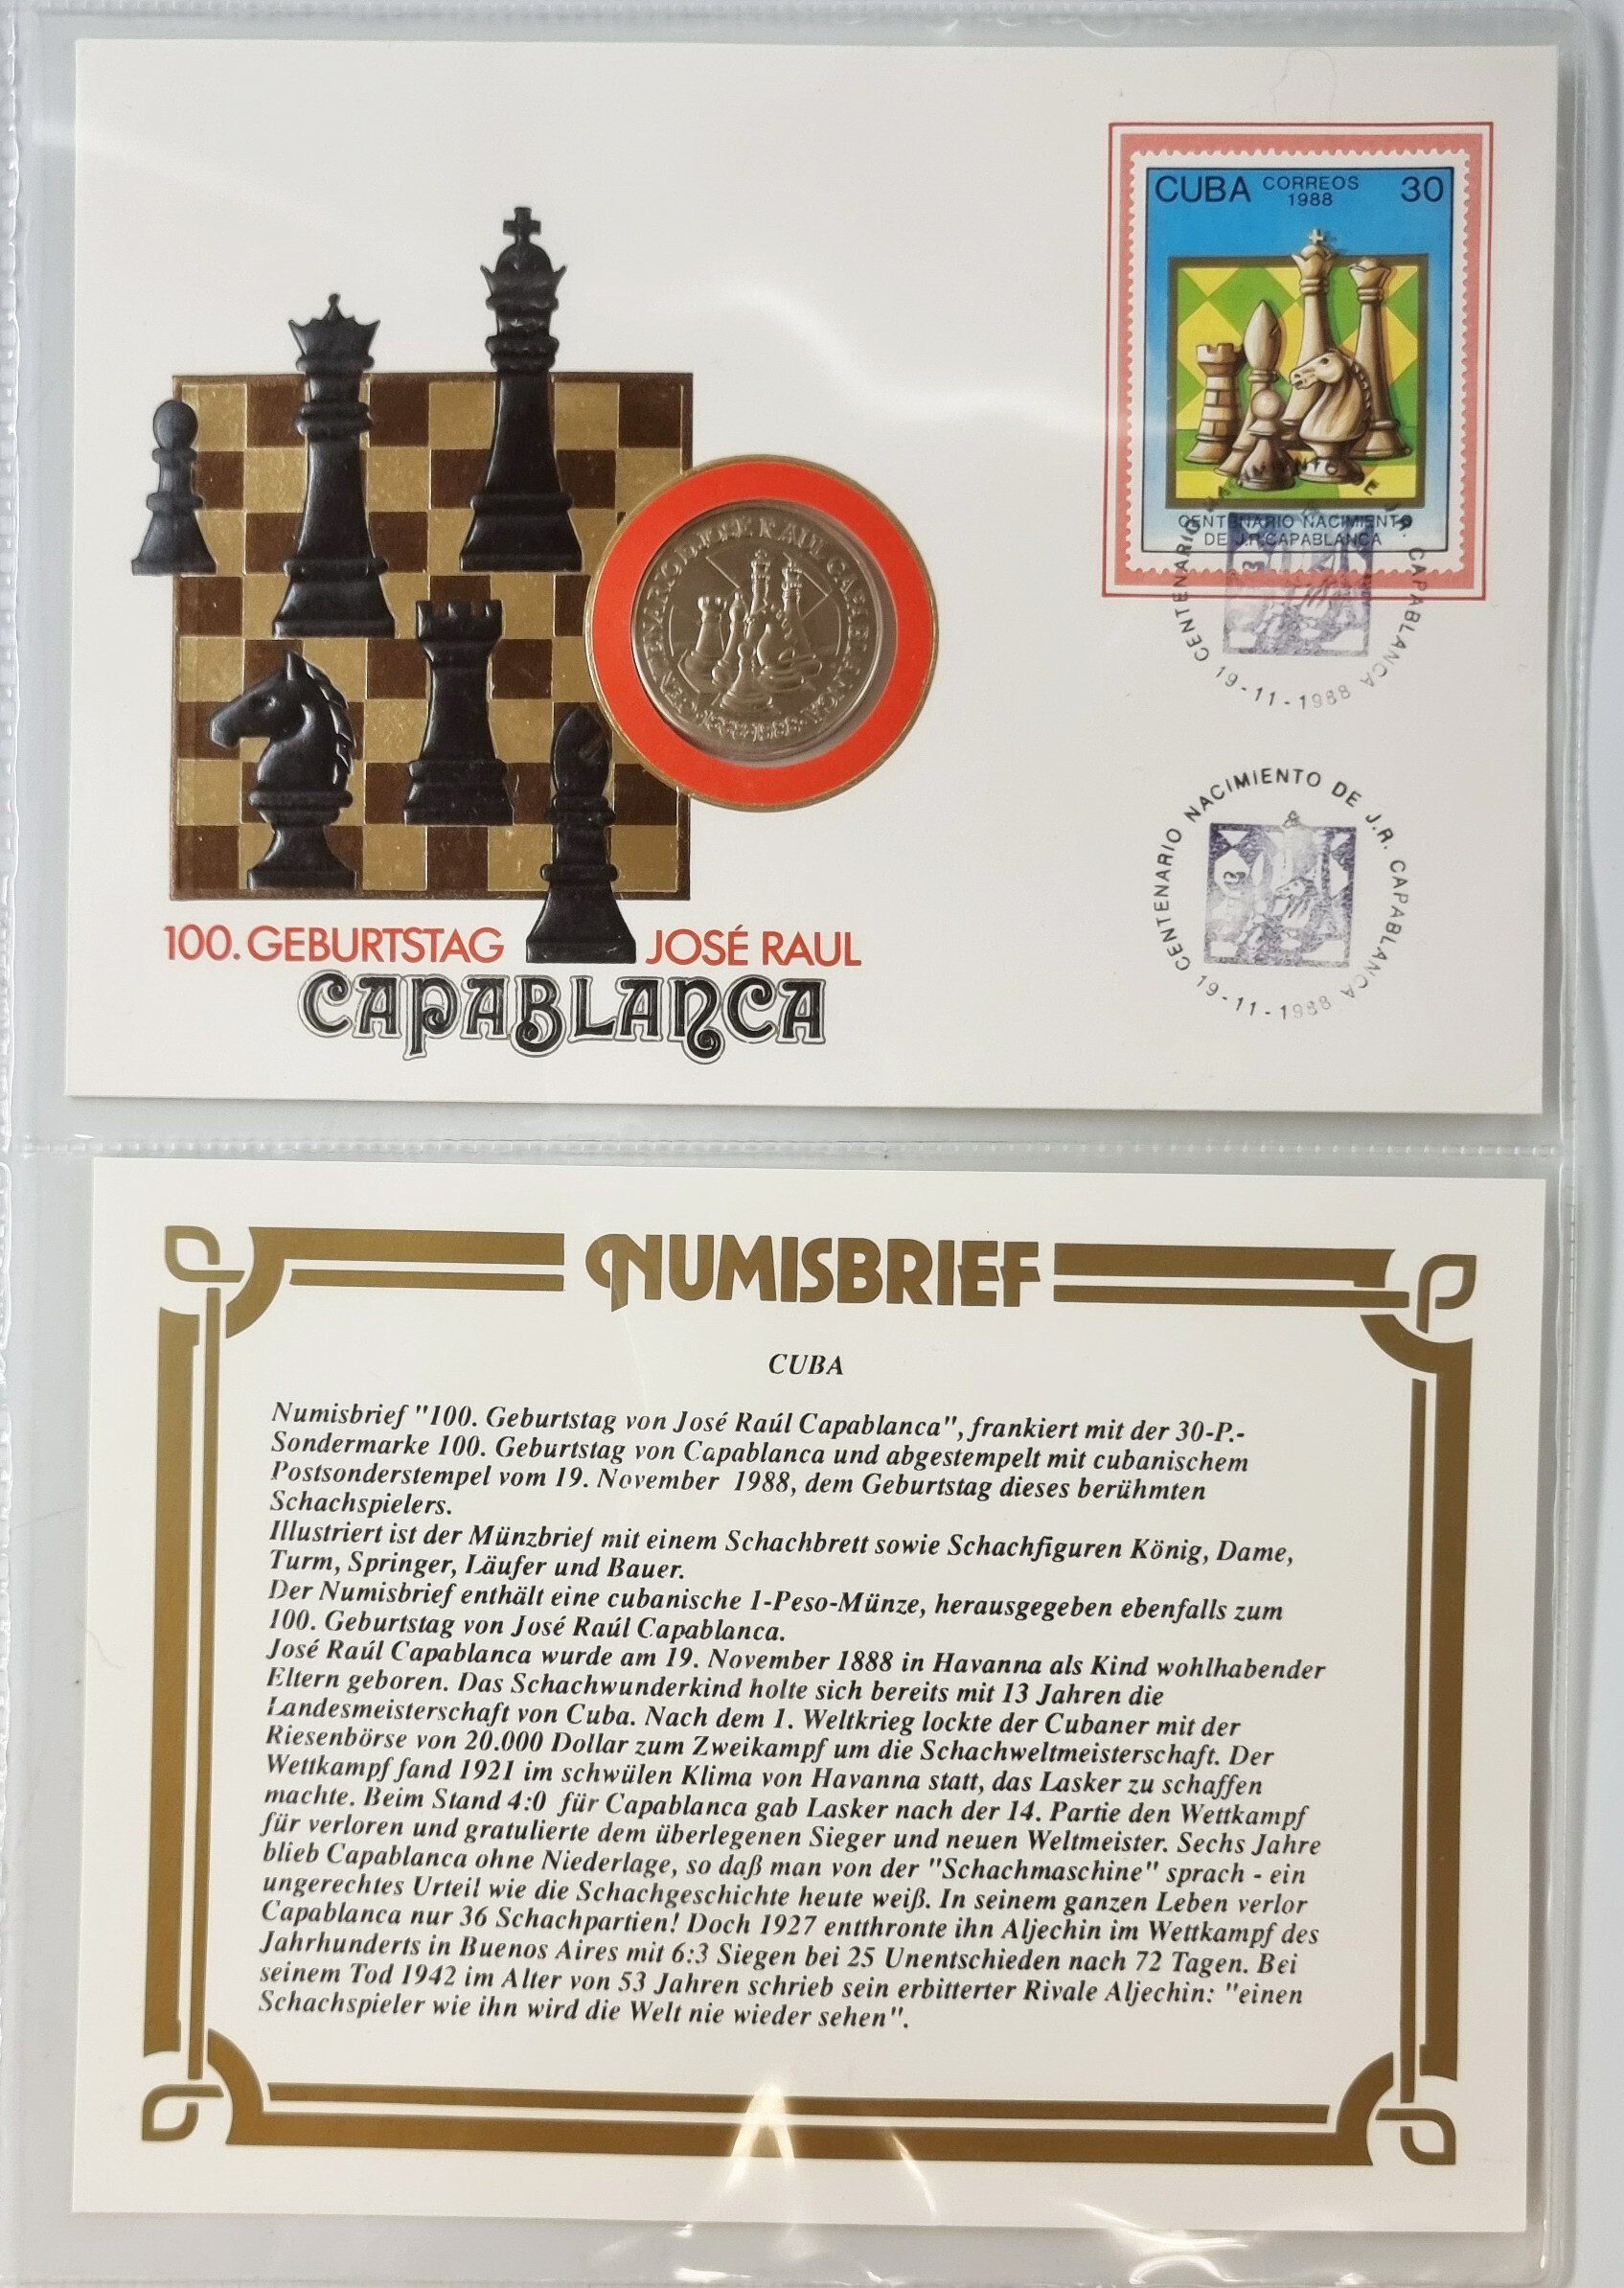 CUBA CORREOS 30
1988
CENTENARIO NACIMIENTO
DE J.R. CAPABLANCA
CENTENARIO NACIMIENTO DE J.R. CAPABLANCA
19-11-1988
CENTENARIO DE JOSE RAUL CAPABLANCA
1888-1988
CENTENARIO NACIMIENTO DE J.R. CAPABLANCA
19-11-1988
100. GEBURTSTAG JOSÉ RAUL
CAPABLANCA
NUMISBRIEF
CUBA
Numisbrief "100. Geburtstag von José Raúl Capablanca", frankiert mit der 30-P.-
Sondermarke 100. Geburtstag von Capablanca und abgestempelt mit cubanischem
Postsonderstempel vom 19. November 1988, dem Geburtstag dieses berühmten
Schachspielers.
Illustriert ist der Münzbrief mit einem Schachbrett sowie Schachfiguren König, Dame,
Turm, Springer, Läufer und Bauer.
Der Numisbrief enthält eine cubanische 1-Peso-Münze, herausgegeben ebenfalls zum
100. Geburtstag von José Raúl Capablanca.
José Raúl Capablanca wurde am 19. November 1888 in Havanna als Kind wohlhabender
Eltern geboren. Das Schachwunderkind holte sich bereits mit 13 Jahren die
Landesmeisterschaft von Cuba. Nach dem 1. Weltkrieg lockte der Cubaner mit der
Riesenbörse von 20.000 Dollar zum Zweikampf um die Schachweltmeisterschaft. Der
Wettkampf fand 1921 im schwülen Klima von Havanna statt, das Lasker zu schaffen
machte. Beim Stand 4:0 für Capablanca gab Lasker nach der 14. Partie den Wettkampf
für verloren und gratulierte dem überlegenen Sieger und neuen Weltmeister. Sechs Jahre
blieb Capablanca ohne Niederlage, so daß man von der "Schachmaschine" sprach - ein
ungerechtes Urteil wie die Schachgeschichte heute weiß. In seinem ganzen Leben verlor
Capablanca nur 36 Schachpartien! Doch 1927 entthronte ihn Aljechin im Wettkampf des
Jahrhunderts in Buenos Aires mit 6:3 Siegen bei 25 Unentschieden nach 72 Tagen. Bei
seinem Tod 1942 im Alter von 53 Jahren schrieb sein erbitterter Rivale Aljechin: "einen
Schachspieler wie ihn wird die Welt nie wieder sehen".